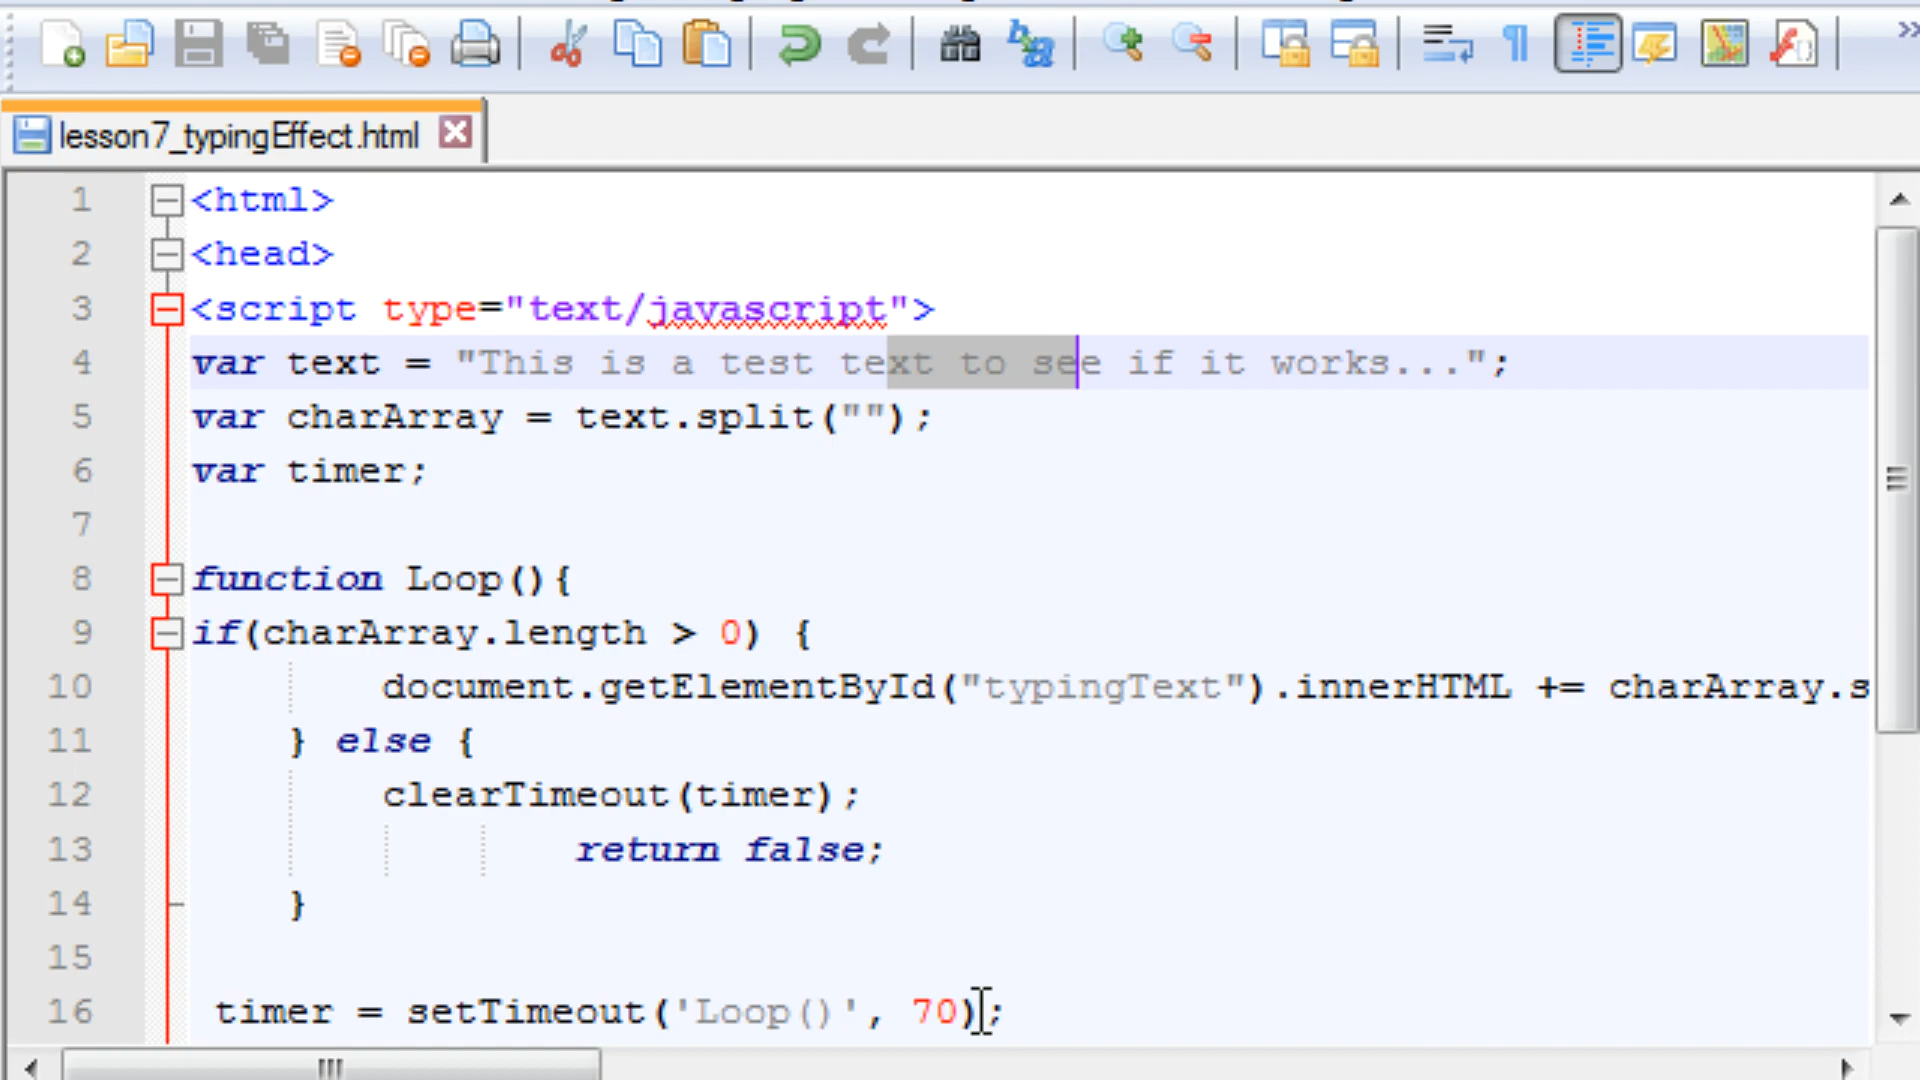 lesson7_typingEffect.html
1 <html>
2 <head>
3 <script type="text/javascript">
4 var text = "This is a test text to see if it works...";
5 var charArray = text.split("");
6 var timer;
7
8 function Loop(){
9 if(charArray.length > 0) {
10 document.getElementById("typingText").innerHTML += charArray.s
11 } else {
12 clearTimeout(timer);
13 return false;
14 }
15
16 timer = setTimeout('Loop()', 70);